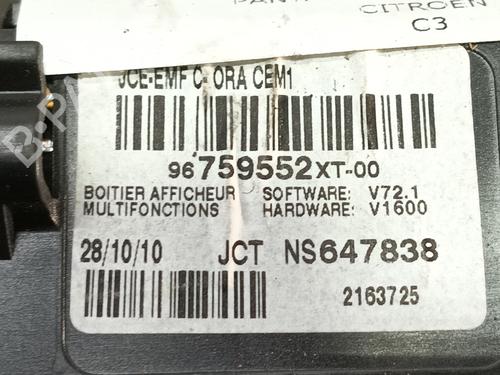 CITROEN
C3
JCE-EMF C- ORA CEM1
96759552XT-00
BOITIER AFFICHEUR SOFTWARE: V72.1
MULTIFONCTIONS HARDWARE: V1600
28/10/10 JCT NS647838
2163725